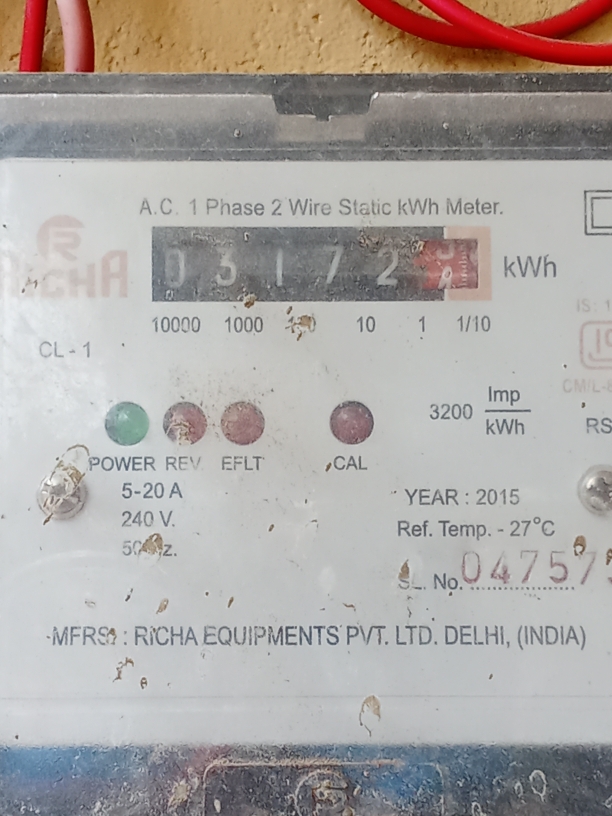 A.C. 1 Phase 2 Wire Static kWh Meter.
RICHA
03172 kWh
10000 1000 10 1 1/10
CL - 1
3200 Imp
kWh
RS
POWER REV EFLT CAL
5-20 A
240 V.
YEAR : 2015
Ref. Temp. - 27°C
SL. No. 04757
MFRS. : RICHA EQUIPMENTS PVT. LTD. DELHI, (INDIA)